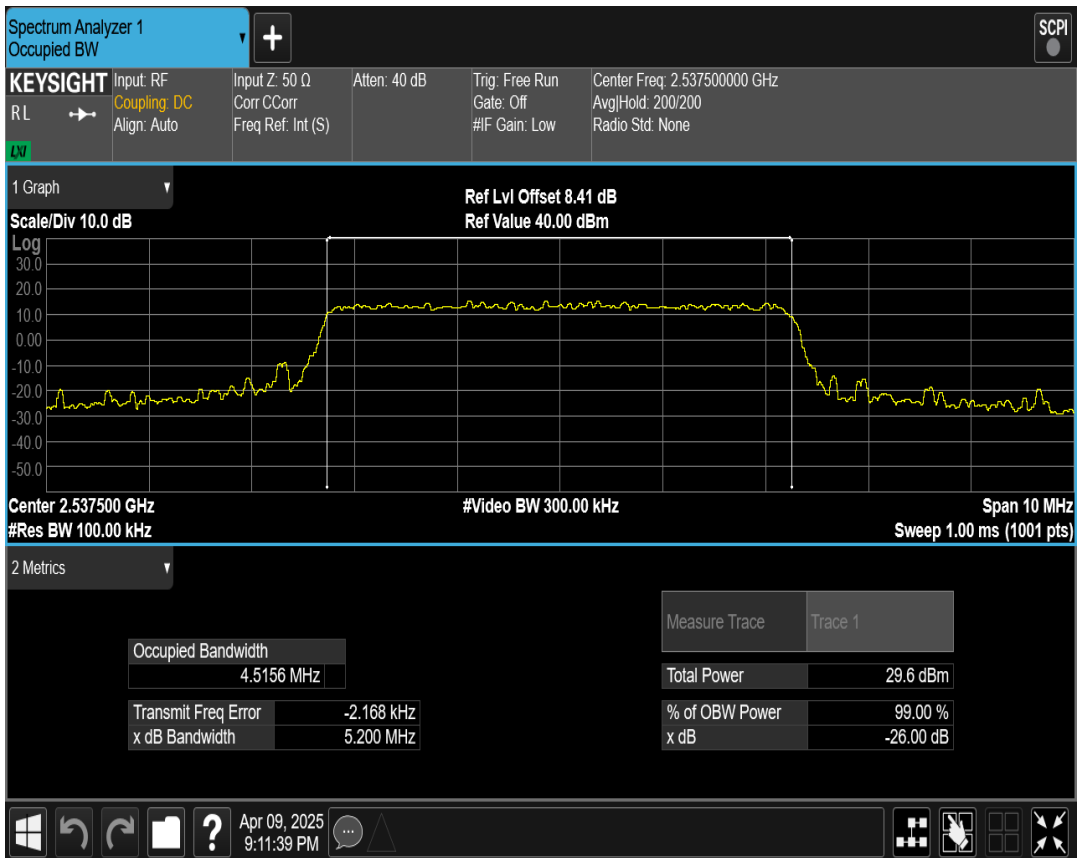 Spectrum Analyzer 1
Occupied BW
+
SCPI
KEYSIGHT
RL
LXI
Input: RF
Coupling: DC
Align: Auto
Input Z: 50 Ω
Corr CCorr
Freq Ref: Int (S)
Atten: 40 dB
Trig: Free Run
Gate: Off
#IF Gain: Low
Center Freq: 2.537500000 GHz
Avg|Hold: 200/200
Radio Std: None
1 Graph
Scale/Div 10.0 dB
Ref Lvl Offset 8.41 dB
Ref Value 40.00 dBm
Log
30.0
20.0
10.0
0.00
-10.0
-20.0
-30.0
-40.0
-50.0
Center 2.537500 GHz
#Video BW 300.00 kHz
Span 10 MHz
#Res BW 100.00 kHz
Sweep 1.00 ms (1001 pts)
2 Metrics
Measure Trace Trace 1
Occupied Bandwidth
4.5156 MHz
Total Power 29.6 dBm
Transmit Freq Error -2.168 kHz
% of OBW Power 99.00 %
x dB Bandwidth 5.200 MHz
x dB -26.00 dB
?
Apr 09, 2025
9:11:39 PM